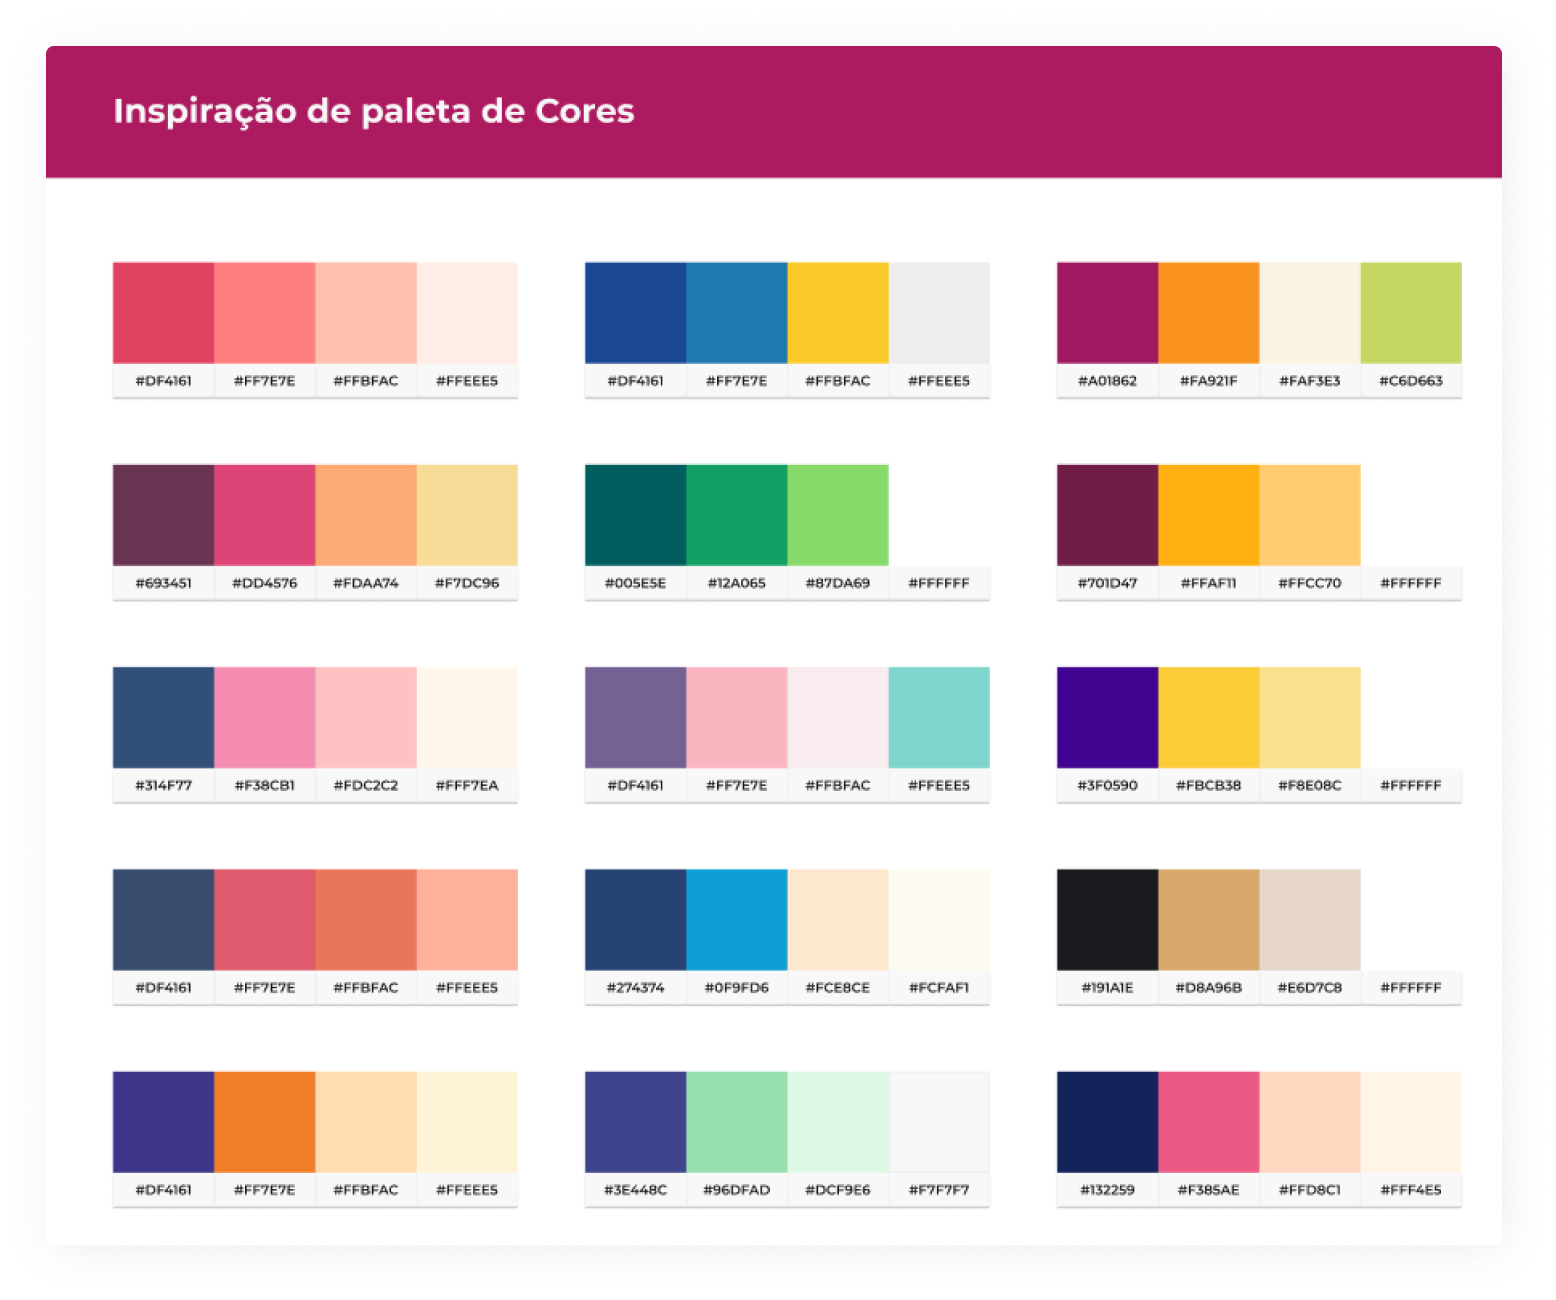 Inspiração de paleta de Cores
#DF4161 #FF7E7E #FFBFAC #FFEEE5 #DF4161 #FF7E7E #FFBFAC #FFEEE5 #A01862 #FA921F #FAF3E3 #C6D663
#693451 #DD4576 #FDAA74 #F7DC96 #005E5E #12A065 #87DA69 #FFFFFF #701D47 #FFAF11 #FFCC70 #FFFFFF
#314F77 #F38CB1 #FDC2C2 #FFF7EA #DF4161 #FF7E7E #FFBFAC #FFEEE5 #3F0590 #FBCB38 #F8E08C #FFFFFF
#DF4161 #FF7E7E #FFBFAC #FFEEE5 #274374 #0F9FD6 #FCE8CE #FCFAF1 #191A1E #D8A96B #E6D7C8 #FFFFFF
#DF4161 #FF7E7E #FFBFAC #FFEEE5 #3E448C #96DFAD #DCF9E6 #F7F7F7 #132259 #F385AE #FFD8C1 #FFF4E5